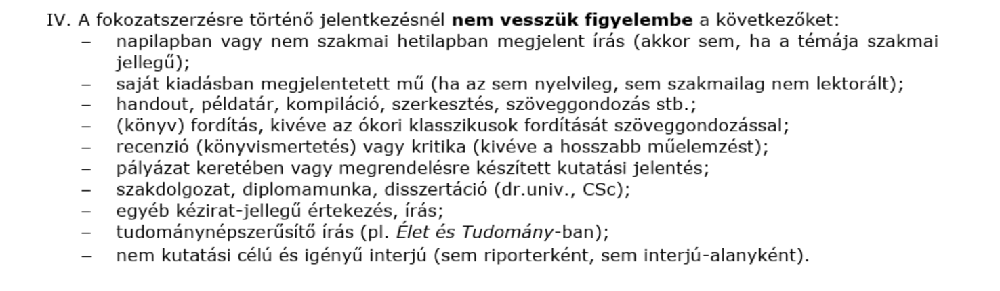 IV. A fokozatszerzésre történő jelentkezésnél nem vesszük figyelembe a következőket:
– napilapban vagy nem szakmai hetilapban megjelent írás (akkor sem, ha a témája szakmai
jellegű);
– saját kiadásban megjelentetett mű (ha az sem nyelvileg, sem szakmailag nem lektorált);
– handout, példatár, kompiláció, szerkesztés, szöveggondozás stb.;
– (könyv) fordítás, kivéve az ókori klasszikusok fordítását szöveggondozással;
– recenzió (könyvismertetés) vagy kritika (kivéve a hosszabb műelemzést);
– pályázat keretében vagy megrendelésre készített kutatási jelentés;
– szakdolgozat, diplomamunka, disszertáció (dr.univ., CSc);
– egyéb kézirat-jellegű értekezés, írás;
– tudománynépszerűsítő írás (pl. Élet és Tudomány-ban);
– nem kutatási célú és igényű interjú (sem riporterként, sem interjú-alanyként).